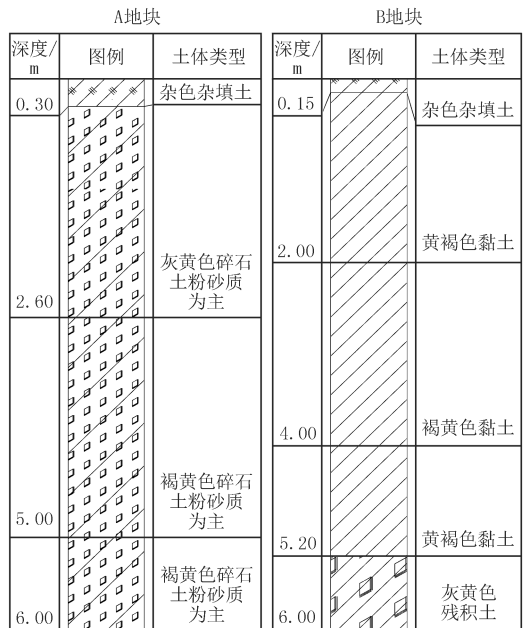 A地块
深度/
m
图例
土体类型
0.30
杂色杂填土
2.60
灰黄色碎石
土粉砂质
为主
5.00
褐黄色碎石
土粉砂质
为主
6.00
褐黄色碎石
土粉砂质
为主
B地块
深度/
m
图例
土体类型
0.15
杂色杂填土
2.00
黄褐色黏土
4.00
褐黄色黏土
5.20
黄褐色黏土
6.00
灰黄色
残积土